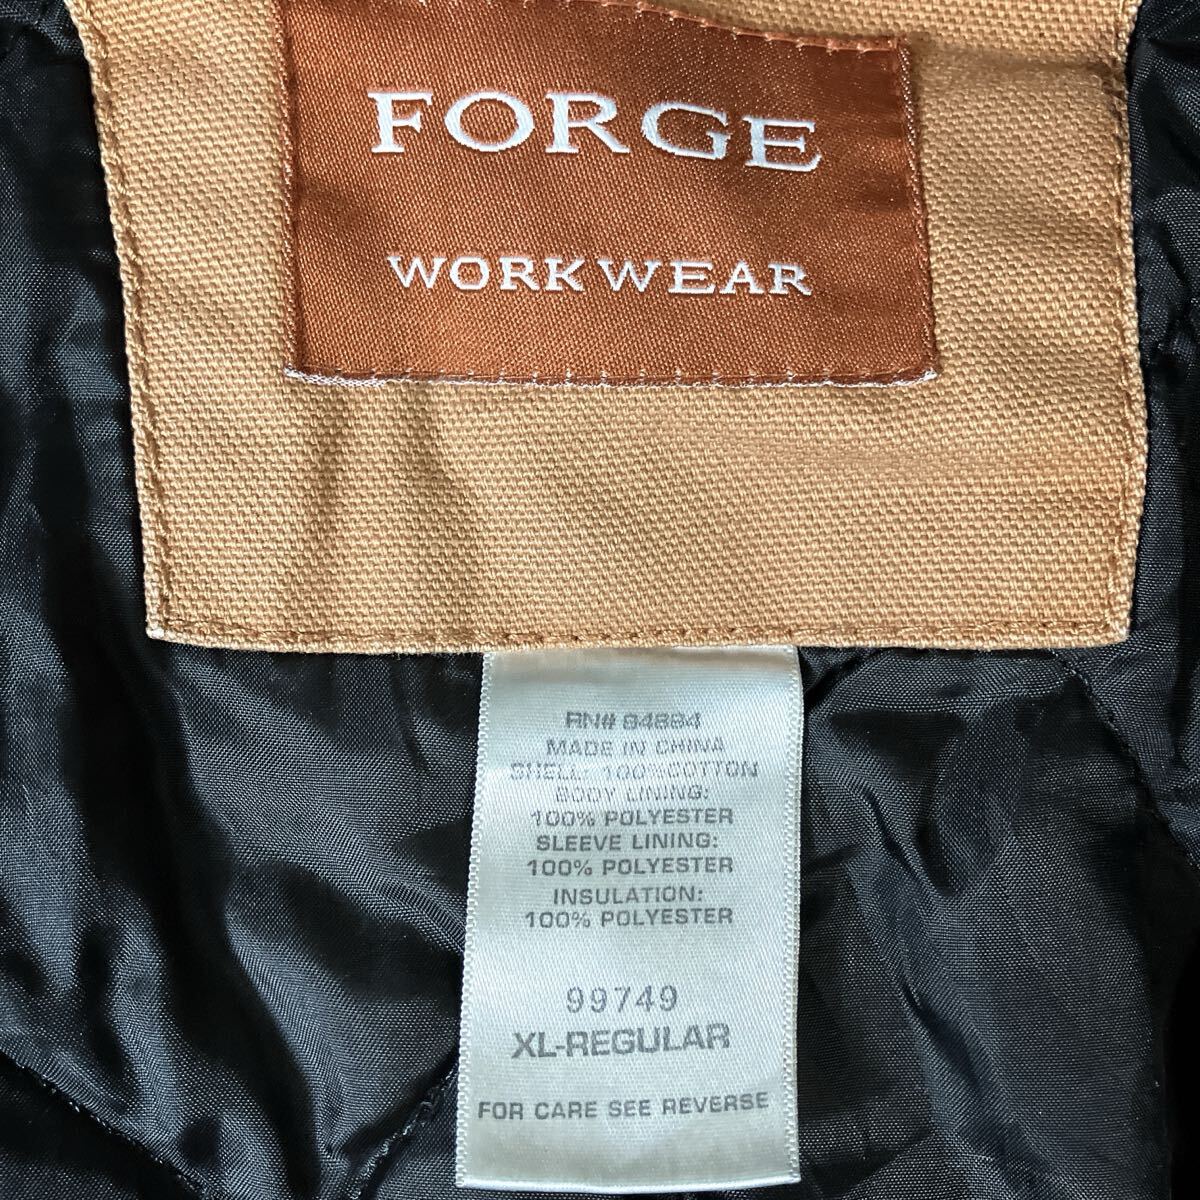 FORGE
WORKWEAR
RN# 84884
MADE IN CHINA
SHELL: 100%COTTON
BODY LINING:
100% POLYESTER
SLEEVE LINING:
100% POLYESTER
INSULATION:
100% POLYESTER
99749
XL-REGULAR
FOR CARE SEE REVERSE